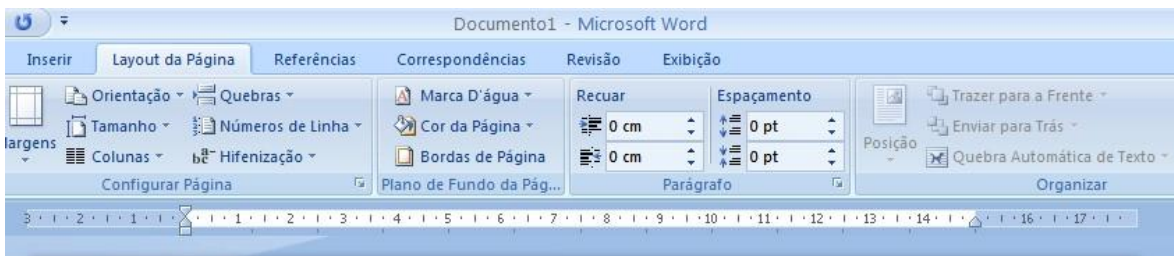 Documento1 - Microsoft Word
Inserir Layout da Página Referências Correspondências Revisão Exibição
Orientação Quebras Marca D'água Recuar Espaçamento Trazer para a Frente
Tamanho Números de Linha Cor da Página 0 cm 0 pt Enviar para Trás
argens Colunas Hifenização Bordas de Página 0 cm 0 pt Posição Quebra Automática de Texto
Configurar Página Plano de Fundo da Pág... Parágrafo Organizar
3 2 1 1 2 3 4 5 6 7 8 9 10 11 12 13 14 16 17